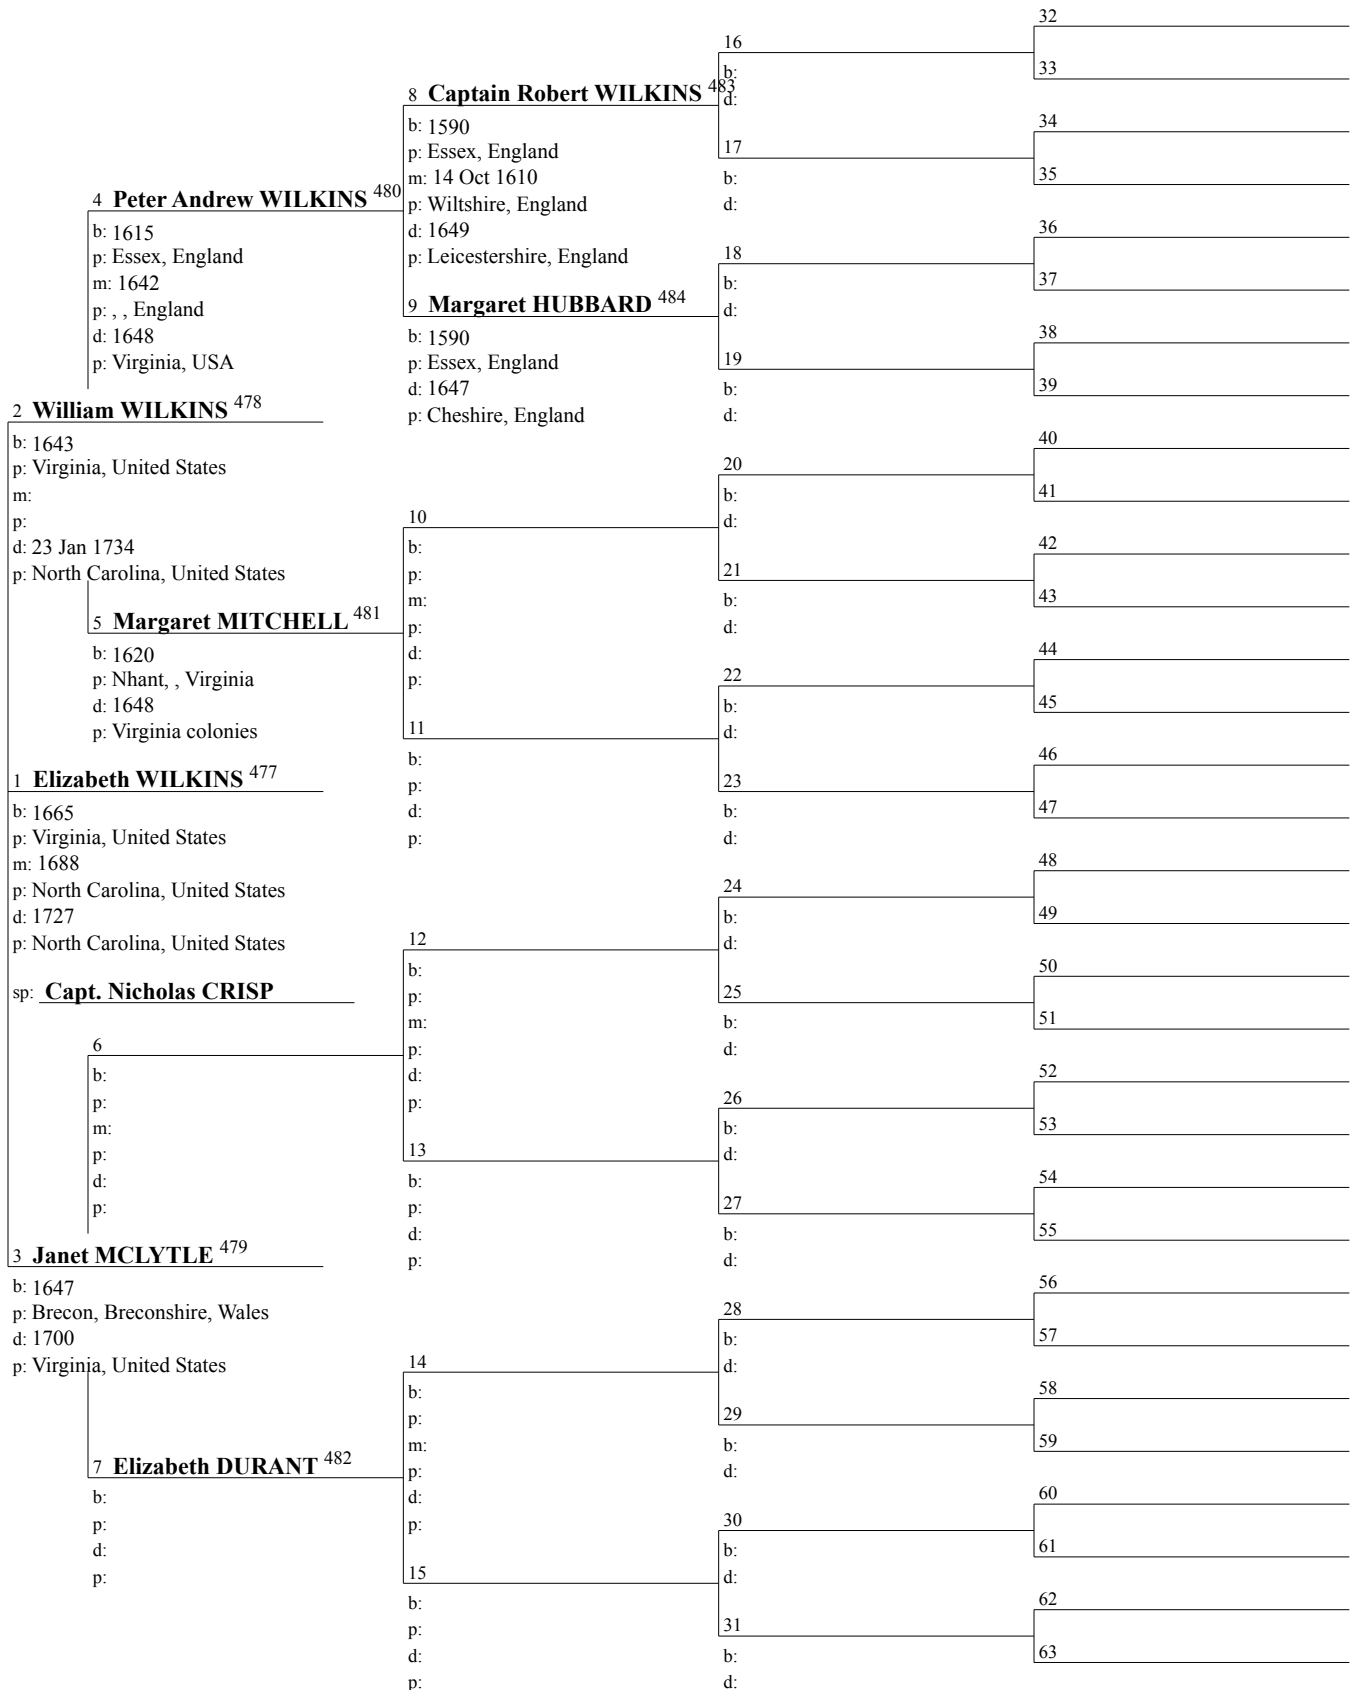 8 Captain Robert WILKINS 483
b: 1590
p: Essex, England
m: 14 Oct 1610
p: Wiltshire, England
d: 1649
p: Leicestershire, England
4 Peter Andrew WILKINS 480
b: 1615
p: Essex, England
m: 1642
p: , , England
d: 1648
p: Virginia, USA
9 Margaret HUBBARD 484
b: 1590
p: Essex, England
d: 1647
p: Cheshire, England
2 William WILKINS 478
b: 1643
p: Virginia, United States
m:
p:
d: 23 Jan 1734
p: North Carolina, United States
10
b:
p:
m:
p:
d:
p:
5 Margaret MITCHELL 481
b: 1620
p: Nhant, , Virginia
d: 1648
p: Virginia colonies
11
b:
p:
d:
p:
1 Elizabeth WILKINS 477
b: 1665
p: Virginia, United States
m: 1688
p: North Carolina, United States
d: 1727
p: North Carolina, United States
sp: Capt. Nicholas CRISP
12
b:
p:
m:
p:
d:
p:
6
b:
p:
m:
p:
d:
p:
13
b:
p:
d:
p:
3 Janet MCLYTLE 479
b: 1647
p: Brecon, Breconshire, Wales
d: 1700
p: Virginia, United States
14
b:
p:
m:
p:
d:
p:
7 Elizabeth DURANT 482
b:
p:
d:
p:
15
b:
p:
d:
p:
16
b:
d:
17
b:
d:
18
b:
d:
19
b:
d:
20
b:
d:
21
b:
d:
22
b:
d:
23
b:
d:
24
b:
d:
25
b:
d:
26
b:
d:
27
b:
d:
28
b:
d:
29
b:
d:
30
b:
d:
31
b:
d:
32
33
34
35
36
37
38
39
40
41
42
43
44
45
46
47
48
49
50
51
52
53
54
55
56
57
58
59
60
61
62
63